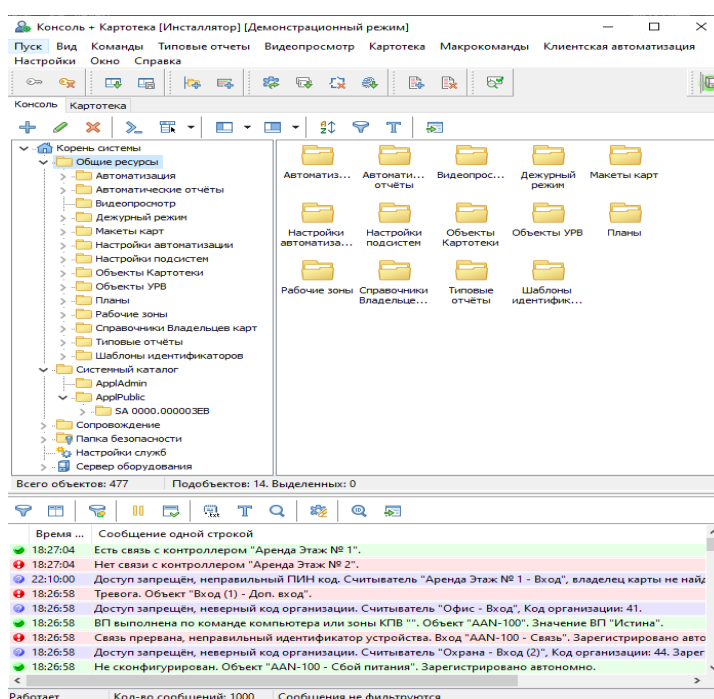 Консоль + Картотека [Инсталлятор] [Демонстрационный режим]
Пуск Вид Команды Типовые отчеты Видеопросмотр Картотека Макрокоманды Клиентская автоматизация
Настройки Окно Справка
Консоль Картотека
Корень системы
Общие ресурсы
Автоматизация
Автоматические отчёты
Видеопросмотр
Дежурный режим
Макеты карт
Настройки автоматизации
Настройки подсистем
Объекты Картотеки
Объекты УРВ
Планы
Рабочие зоны
Справочники Владельцев карт
Типовые отчёты
Шаблоны идентификаторов
Системный каталог
ApplAdmin
ApplPublic
SA 0000.000003EB
Сопровождение
Папка безопасности
Настройки служб
Сервер оборудования
Автоматиз... Автомати... отчёты Видеопрос... Дежурный режим Макеты карт
Настройки автоматиза... Настройки подсистем Объекты Картотеки Объекты УРВ Планы
Рабочие зоны Справочники Владельце... Типовые отчёты Шаблоны идентифик...
Всего объектов: 477 Подобъектов: 14. Выделенных: 0
Время ... Сообщение одной строкой
18:27:04 Есть связь с контроллером "Аренда Этаж № 1".
18:27:04 Нет связи с контроллером "Аренда Этаж № 2".
22:10:00 Доступ запрещён, неправильный ПИН код. Считыватель "Аренда Этаж № 1 - Вход", владелец карты не найд
18:26:58 Тревога. Объект "Вход (1) - Доп. вход".
18:26:58 Доступ запрещён, неверный код организации. Считыватель "Офис - Вход", Код организации: 41.
18:26:58 ВП выполнена по команде компьютера или зоны КПВ "". Объект "AAN-100". Значение ВП "Истина".
18:26:58 Связь прервана, неправильный идентификатор устройства. Вход "AAN-100 - Связь". Зарегистрировано авто
18:26:58 Доступ запрещён, неверный код организации. Считыватель "Охрана - Вход (2)", Код организации: 44. Зарег
18:26:58 Не сконфигурирован. Объект "AAN-100 - Сбой питания". Зарегистрировано автономно.
Работает Кол-во сообщений: 1000 Сообщения не фильтруются